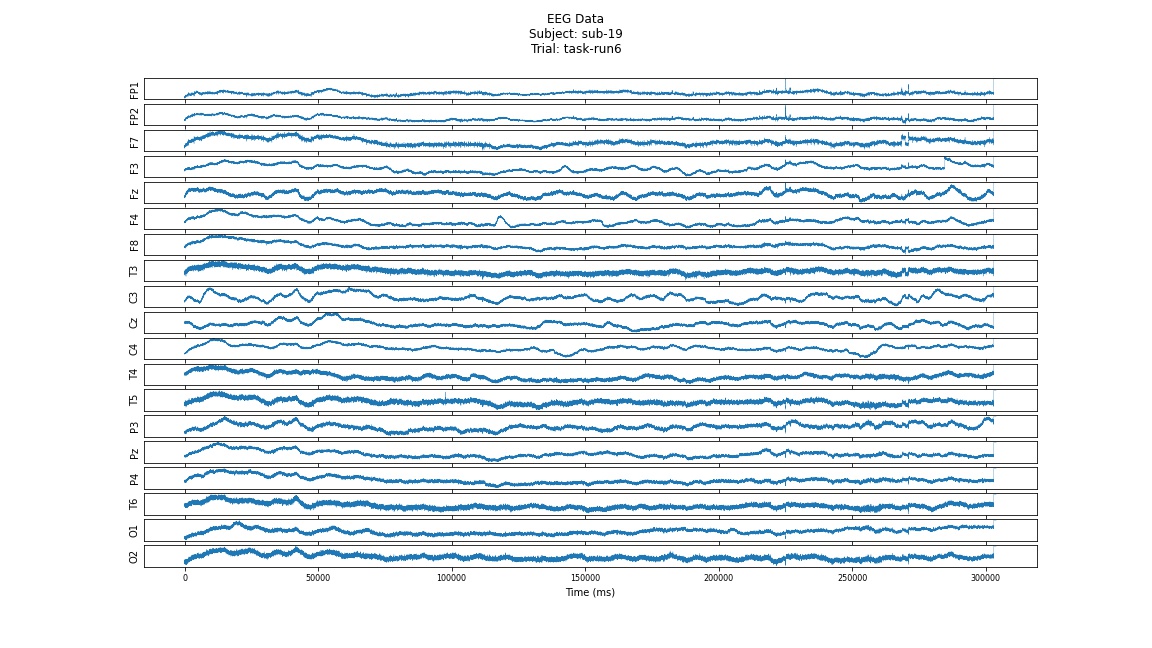 EEG Data
Subject: sub-19
Trial: task-run6
FP1
FP2
F7
F3
Fz
F4
F8
T3
C3
Cz
C4
T4
T5
P3
Pz
P4
T6
O1
O2
0 50000 100000 150000 200000 250000 300000
Time (ms)